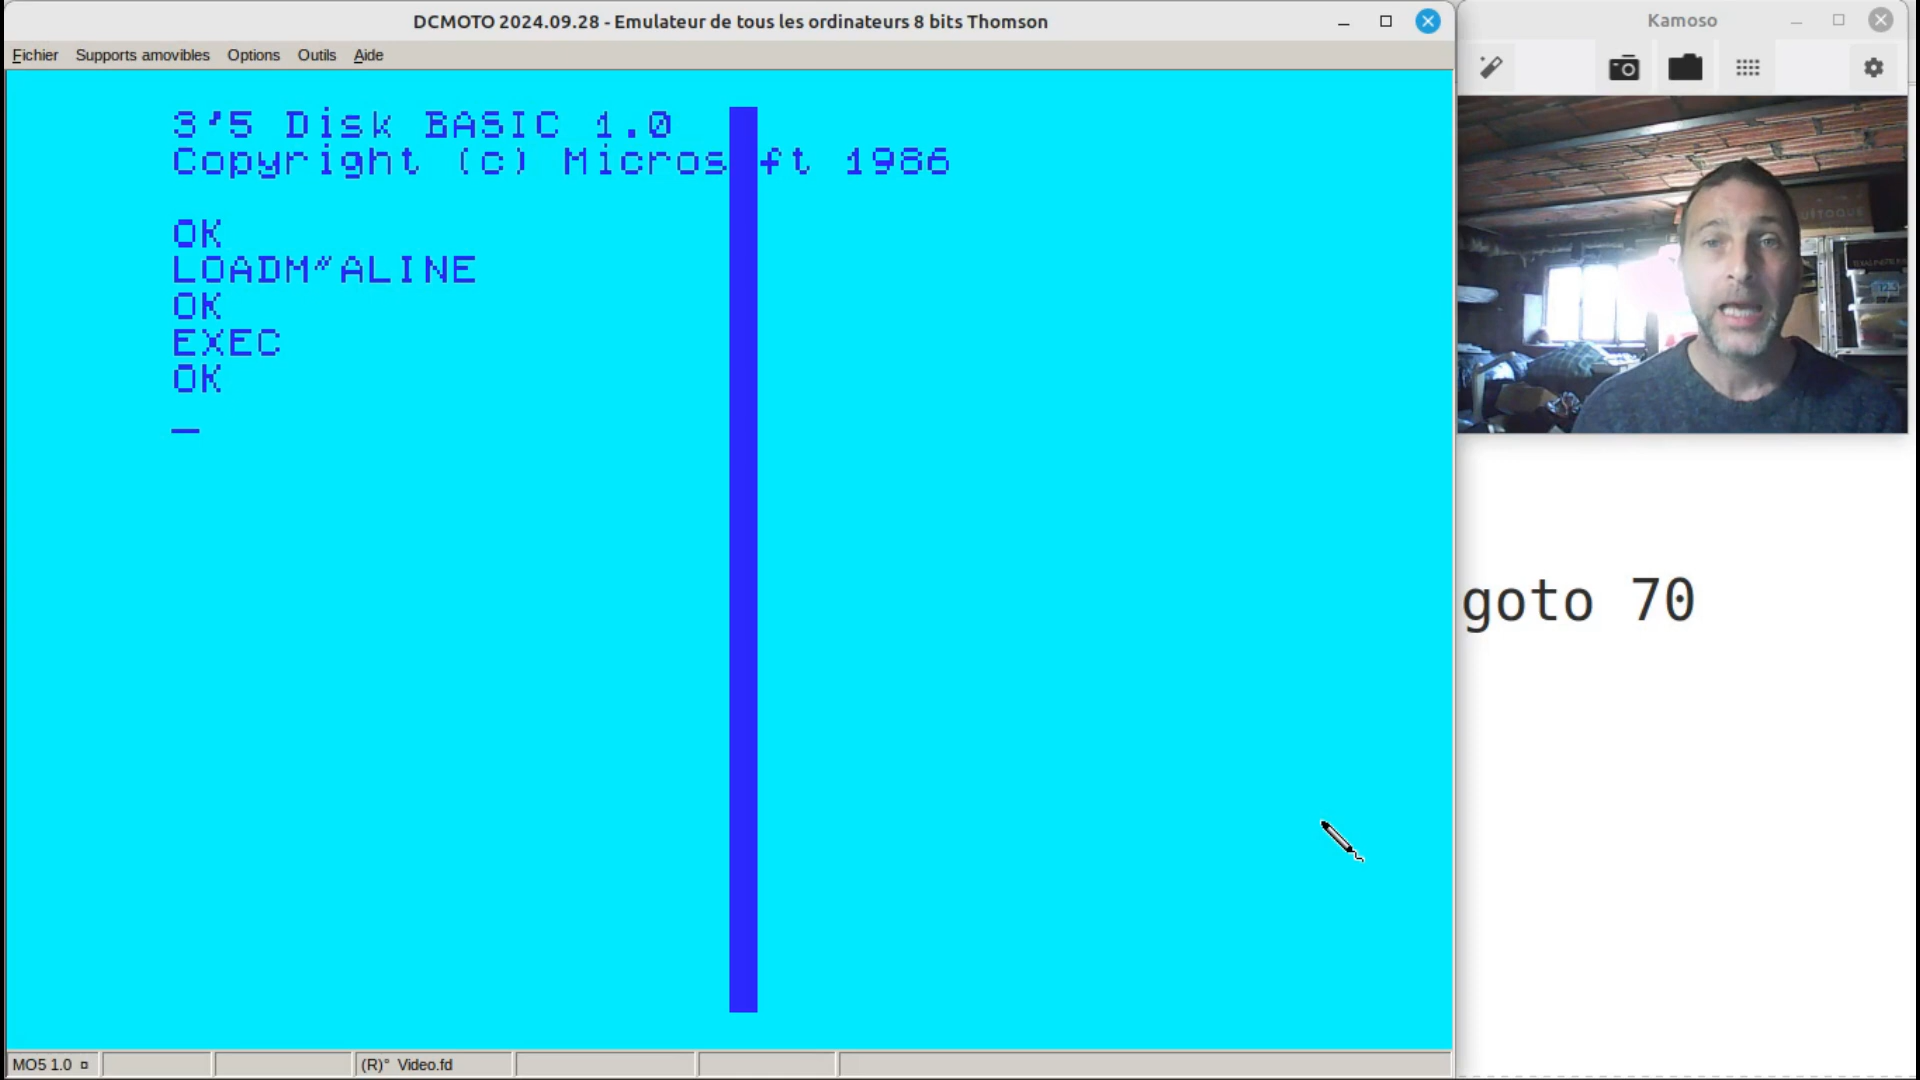 DCMOTO 2024.09.28 - Emulateur de tous les ordinateurs 8 bits Thomson
Kamoso
Fichier Supports amovibles Options Outils Aide
3'5 Disk BASIC 1.0
Copyright (c) Micros ft 1986
OK
LOADM"ALINE
OK
EXEC
OK
_
goto 70
MO5 1.0
(R)° Video.fd